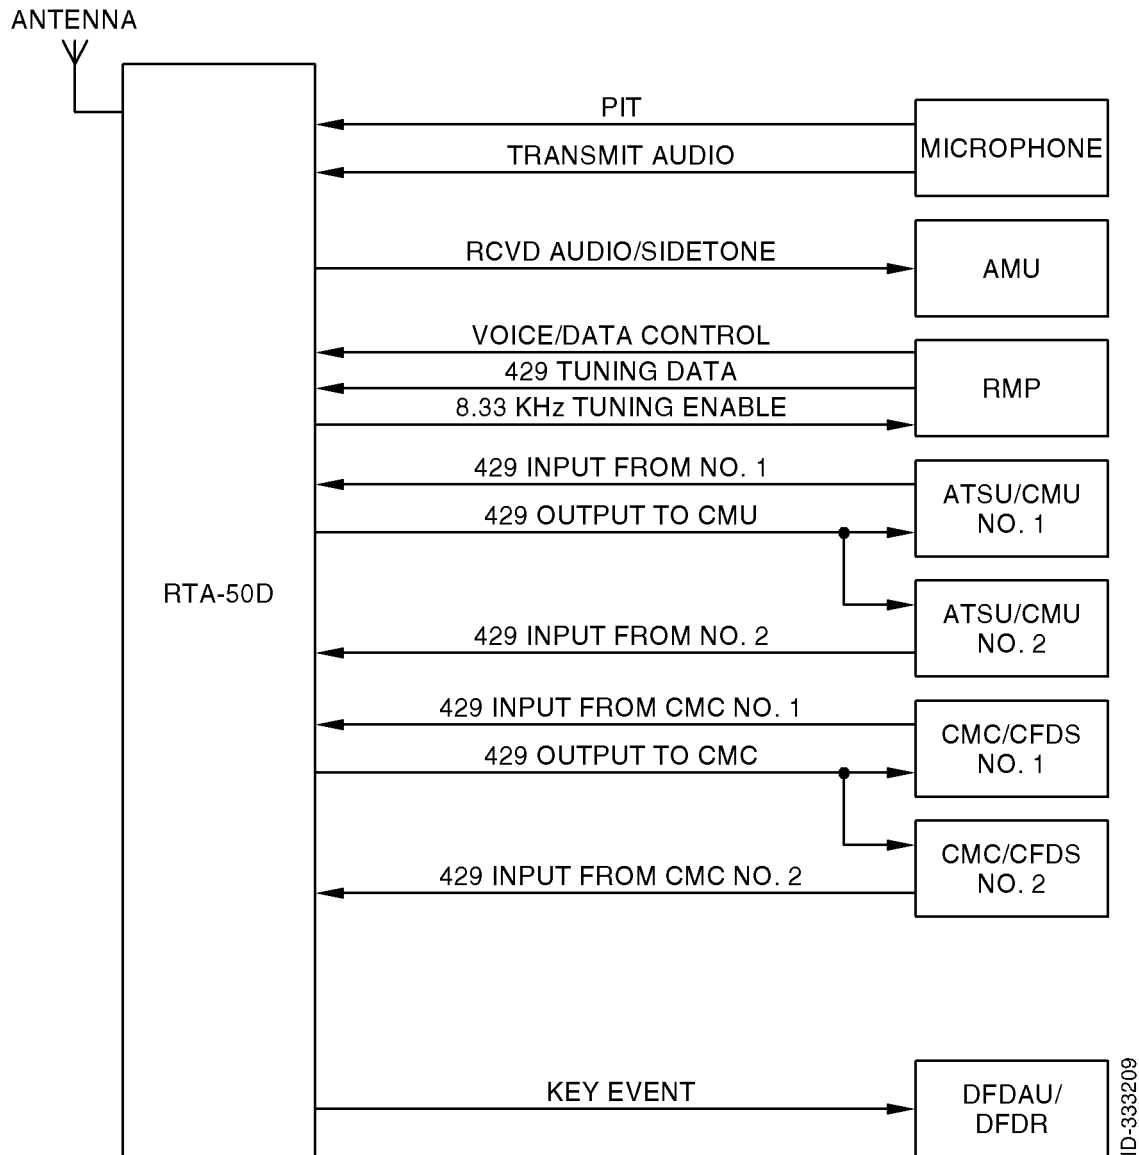 ANTENNA
PIT
MICROPHONE
TRANSMIT AUDIO
RCVD AUDIO/SIDETONE
AMU
VOICE/DATA CONTROL
429 TUNING DATA
RMP
8.33 KHz TUNING ENABLE
429 INPUT FROM NO. 1
ATSU/CMU
NO. 1
429 OUTPUT TO CMU
RTA-50D
ATSU/CMU
NO. 2
429 INPUT FROM NO. 2
429 INPUT FROM CMC NO. 1
CMC/CFDS
NO. 1
429 OUTPUT TO CMC
CMC/CFDS
NO. 2
429 INPUT FROM CMC NO. 2
KEY EVENT
DFDAU/
DFDR
ID-333209